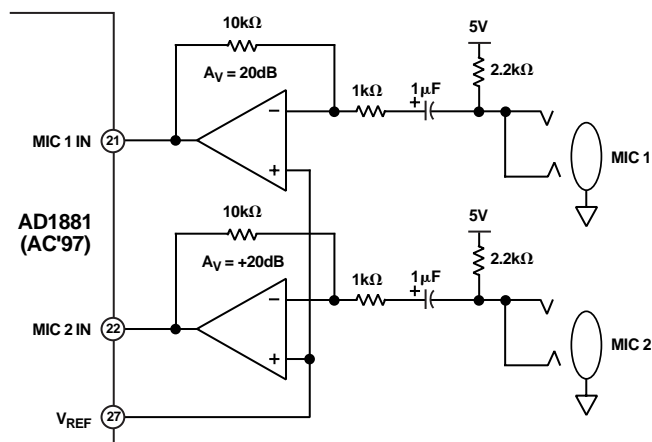 10kΩ
5V
AV = 20dB
2.2kΩ
1kΩ
1μF
+
−
MIC 1 IN
21
MIC 1
+
AD1881
(AC'97)
10kΩ
5V
AV = +20dB
2.2kΩ
1kΩ
1μF
+
−
MIC 2 IN
22
MIC 2
+
VREF
27